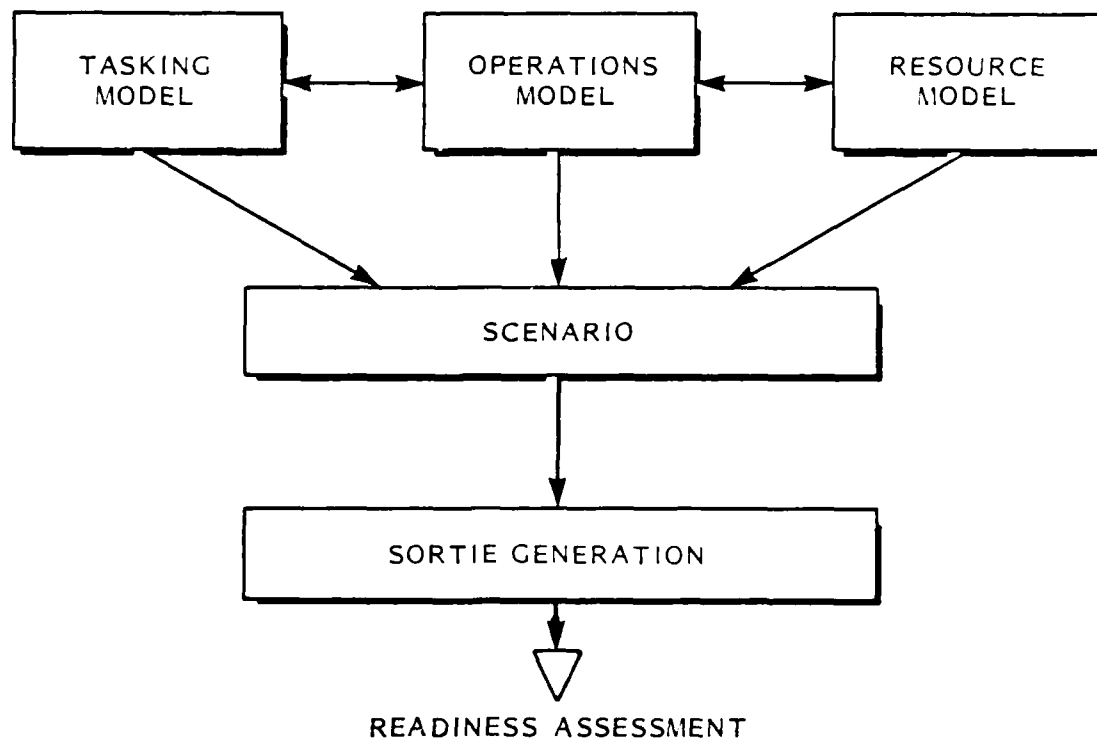 TASKING
MODEL
OPERATIONS
MODEL
RESOURCE
MODEL
SCENARIO
SORTIE GENERATION
READINESS ASSESSMENT